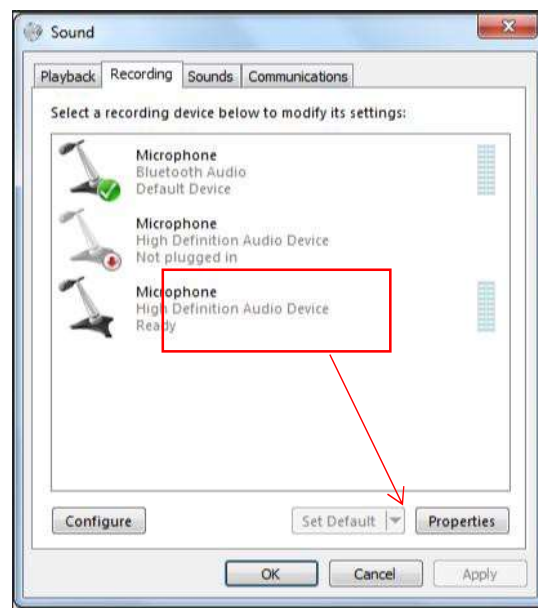 Sound
Playback Recording Sounds Communications
Select a recording device below to modify its settings:
Microphone
Bluetooth Audio
Default Device
Microphone
High Definition Audio Device
Not plugged in
Microphone
High Definition Audio Device
Ready
Configure Set Default Properties
OK Cancel Apply